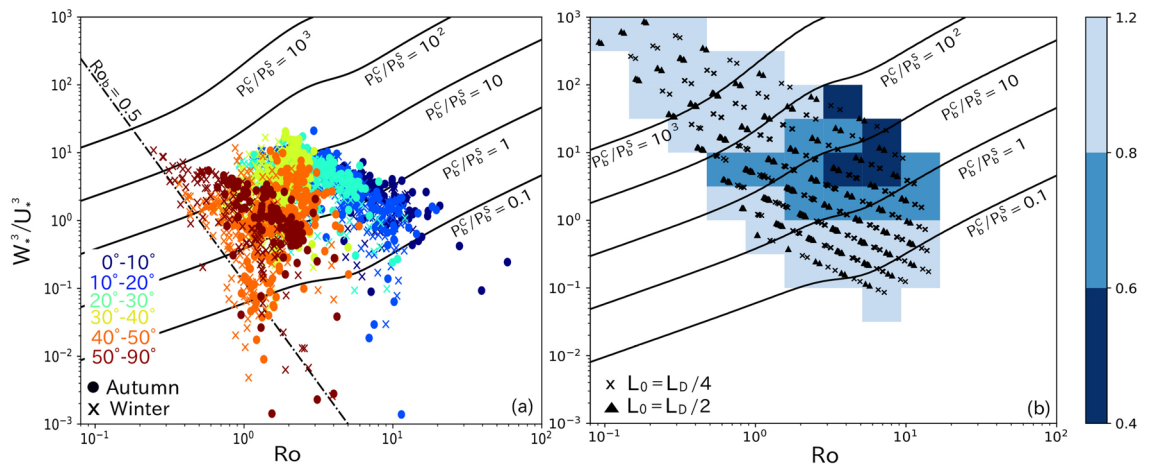 10³
10²
10¹
10⁰
10⁻¹
10⁻²
10⁻³
W*³/U*³
Ro_b = 0.5
P_B^C/P_B^S = 10³
P_B^C/P_B^S = 10²
P_B^C/P_B^S = 10
P_B^C/P_B^S = 1
P_B^C/P_B^S = 0.1
0°-10°
10°-20°
20°-30°
30°-40°
40°-50°
50°-90°
Autumn
Winter
(a)
10⁻¹ 10⁰ 10¹ 10²
Ro
10³
10²
10¹
10⁰
10⁻¹
10⁻²
10⁻³
P_B^C/P_B^S = 10³
P_B^C/P_B^S = 10²
P_B^C/P_B^S = 10
P_B^C/P_B^S = 1
P_B^C/P_B^S = 0.1
L₀ = L_D/4
L₀ = L_D/2
(b)
10⁻¹ 10⁰ 10¹ 10²
Ro
1.2
0.8
0.6
0.4